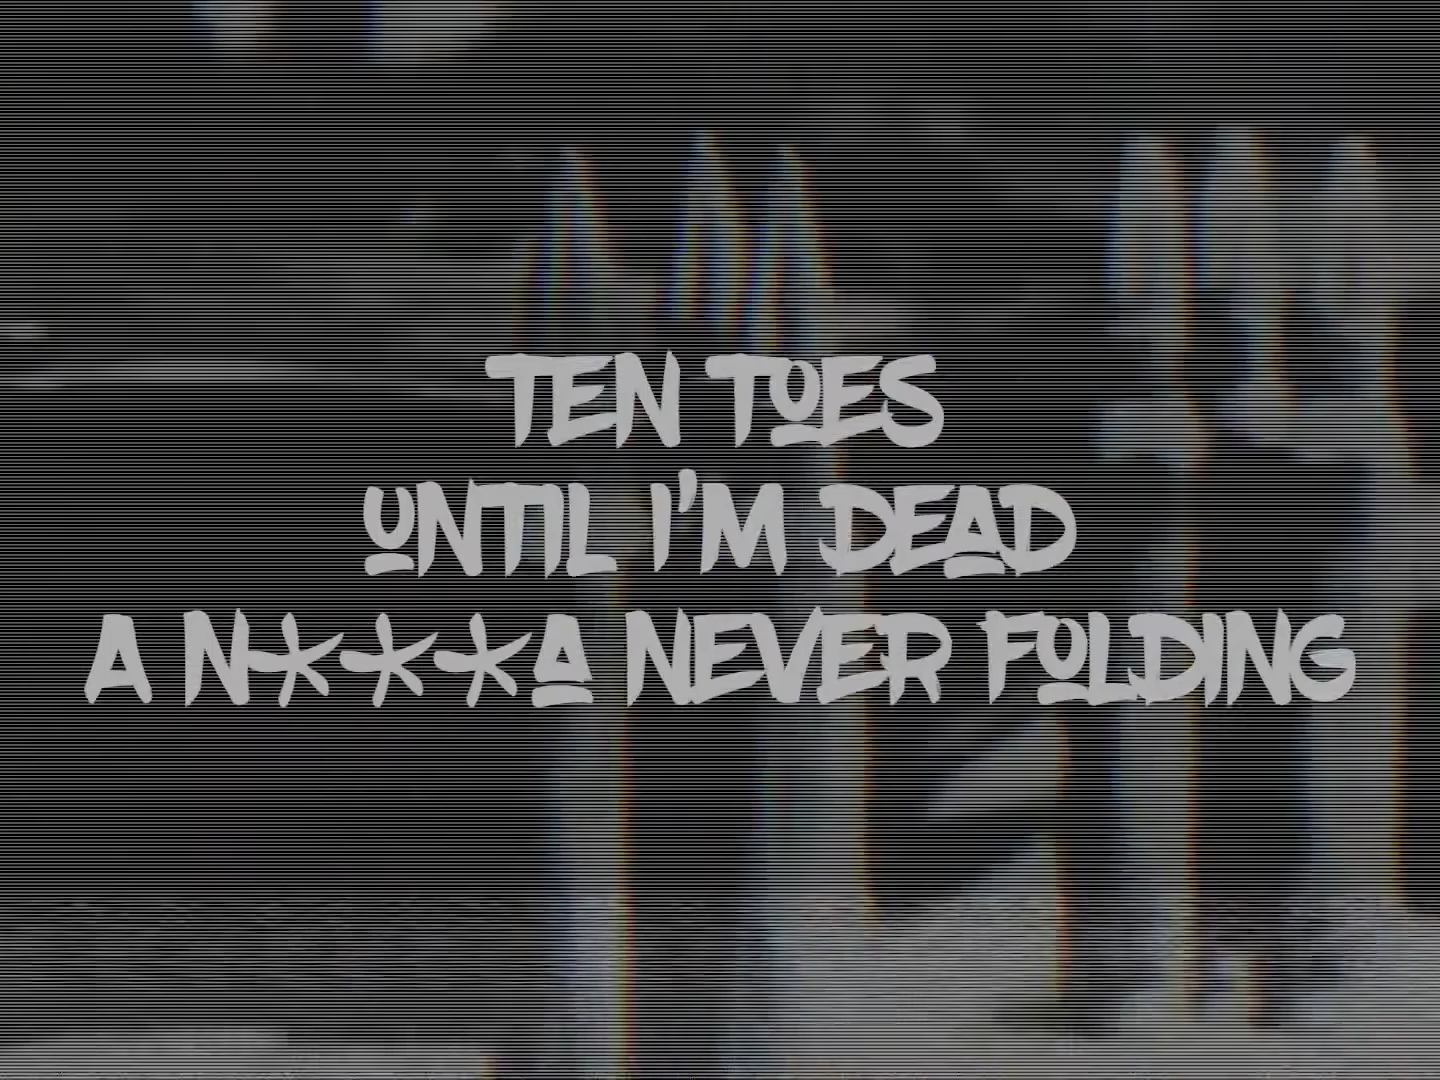 TEN TOES
UNTIL I'M DEAD
A N***A NEVER FOLDING